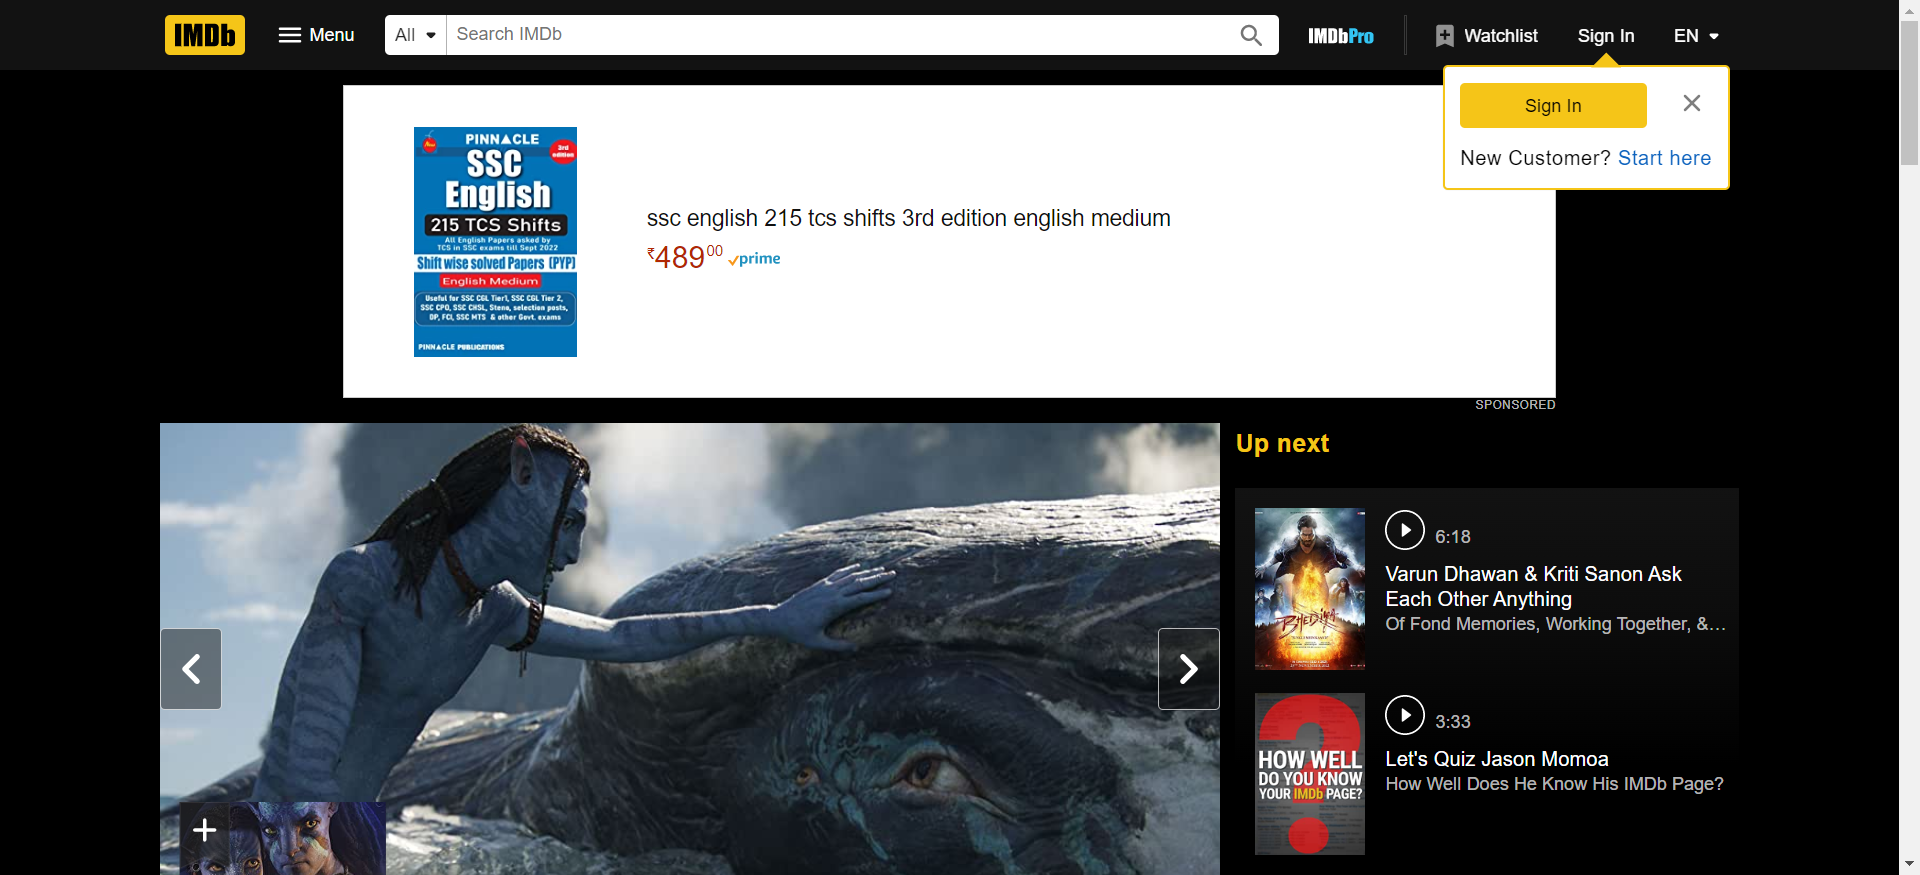 IMDb
Menu
All
Search IMDb
IMDbPro
Watchlist
Sign In
EN
Sign In
New Customer? Start here
PINNACLE
3rd edition
SSC
English
215 TCS Shifts
All English Papers asked by
TCS in SSC exams till Sept 2022
Shift wise solved Papers (PYP)
English Medium
Useful for SSC CGL Tier1, SSC CGL Tier 2,
SSC CPO, SSC CHSL, Steno, selection posts,
DP, FCI, SSC MTS & other Govt. exams
PINNACLE PUBLICATIONS
ssc english 215 tcs shifts 3rd edition english medium
₹48900 prime
SPONSORED
Up next
BHEDIYA
6:18
Varun Dhawan & Kriti Sanon Ask
Each Other Anything
Of Fond Memories, Working Together, &...
HOW WELL
DO YOU KNOW
YOUR IMDb PAGE?
3:33
Let's Quiz Jason Momoa
How Well Does He Know His IMDb Page?